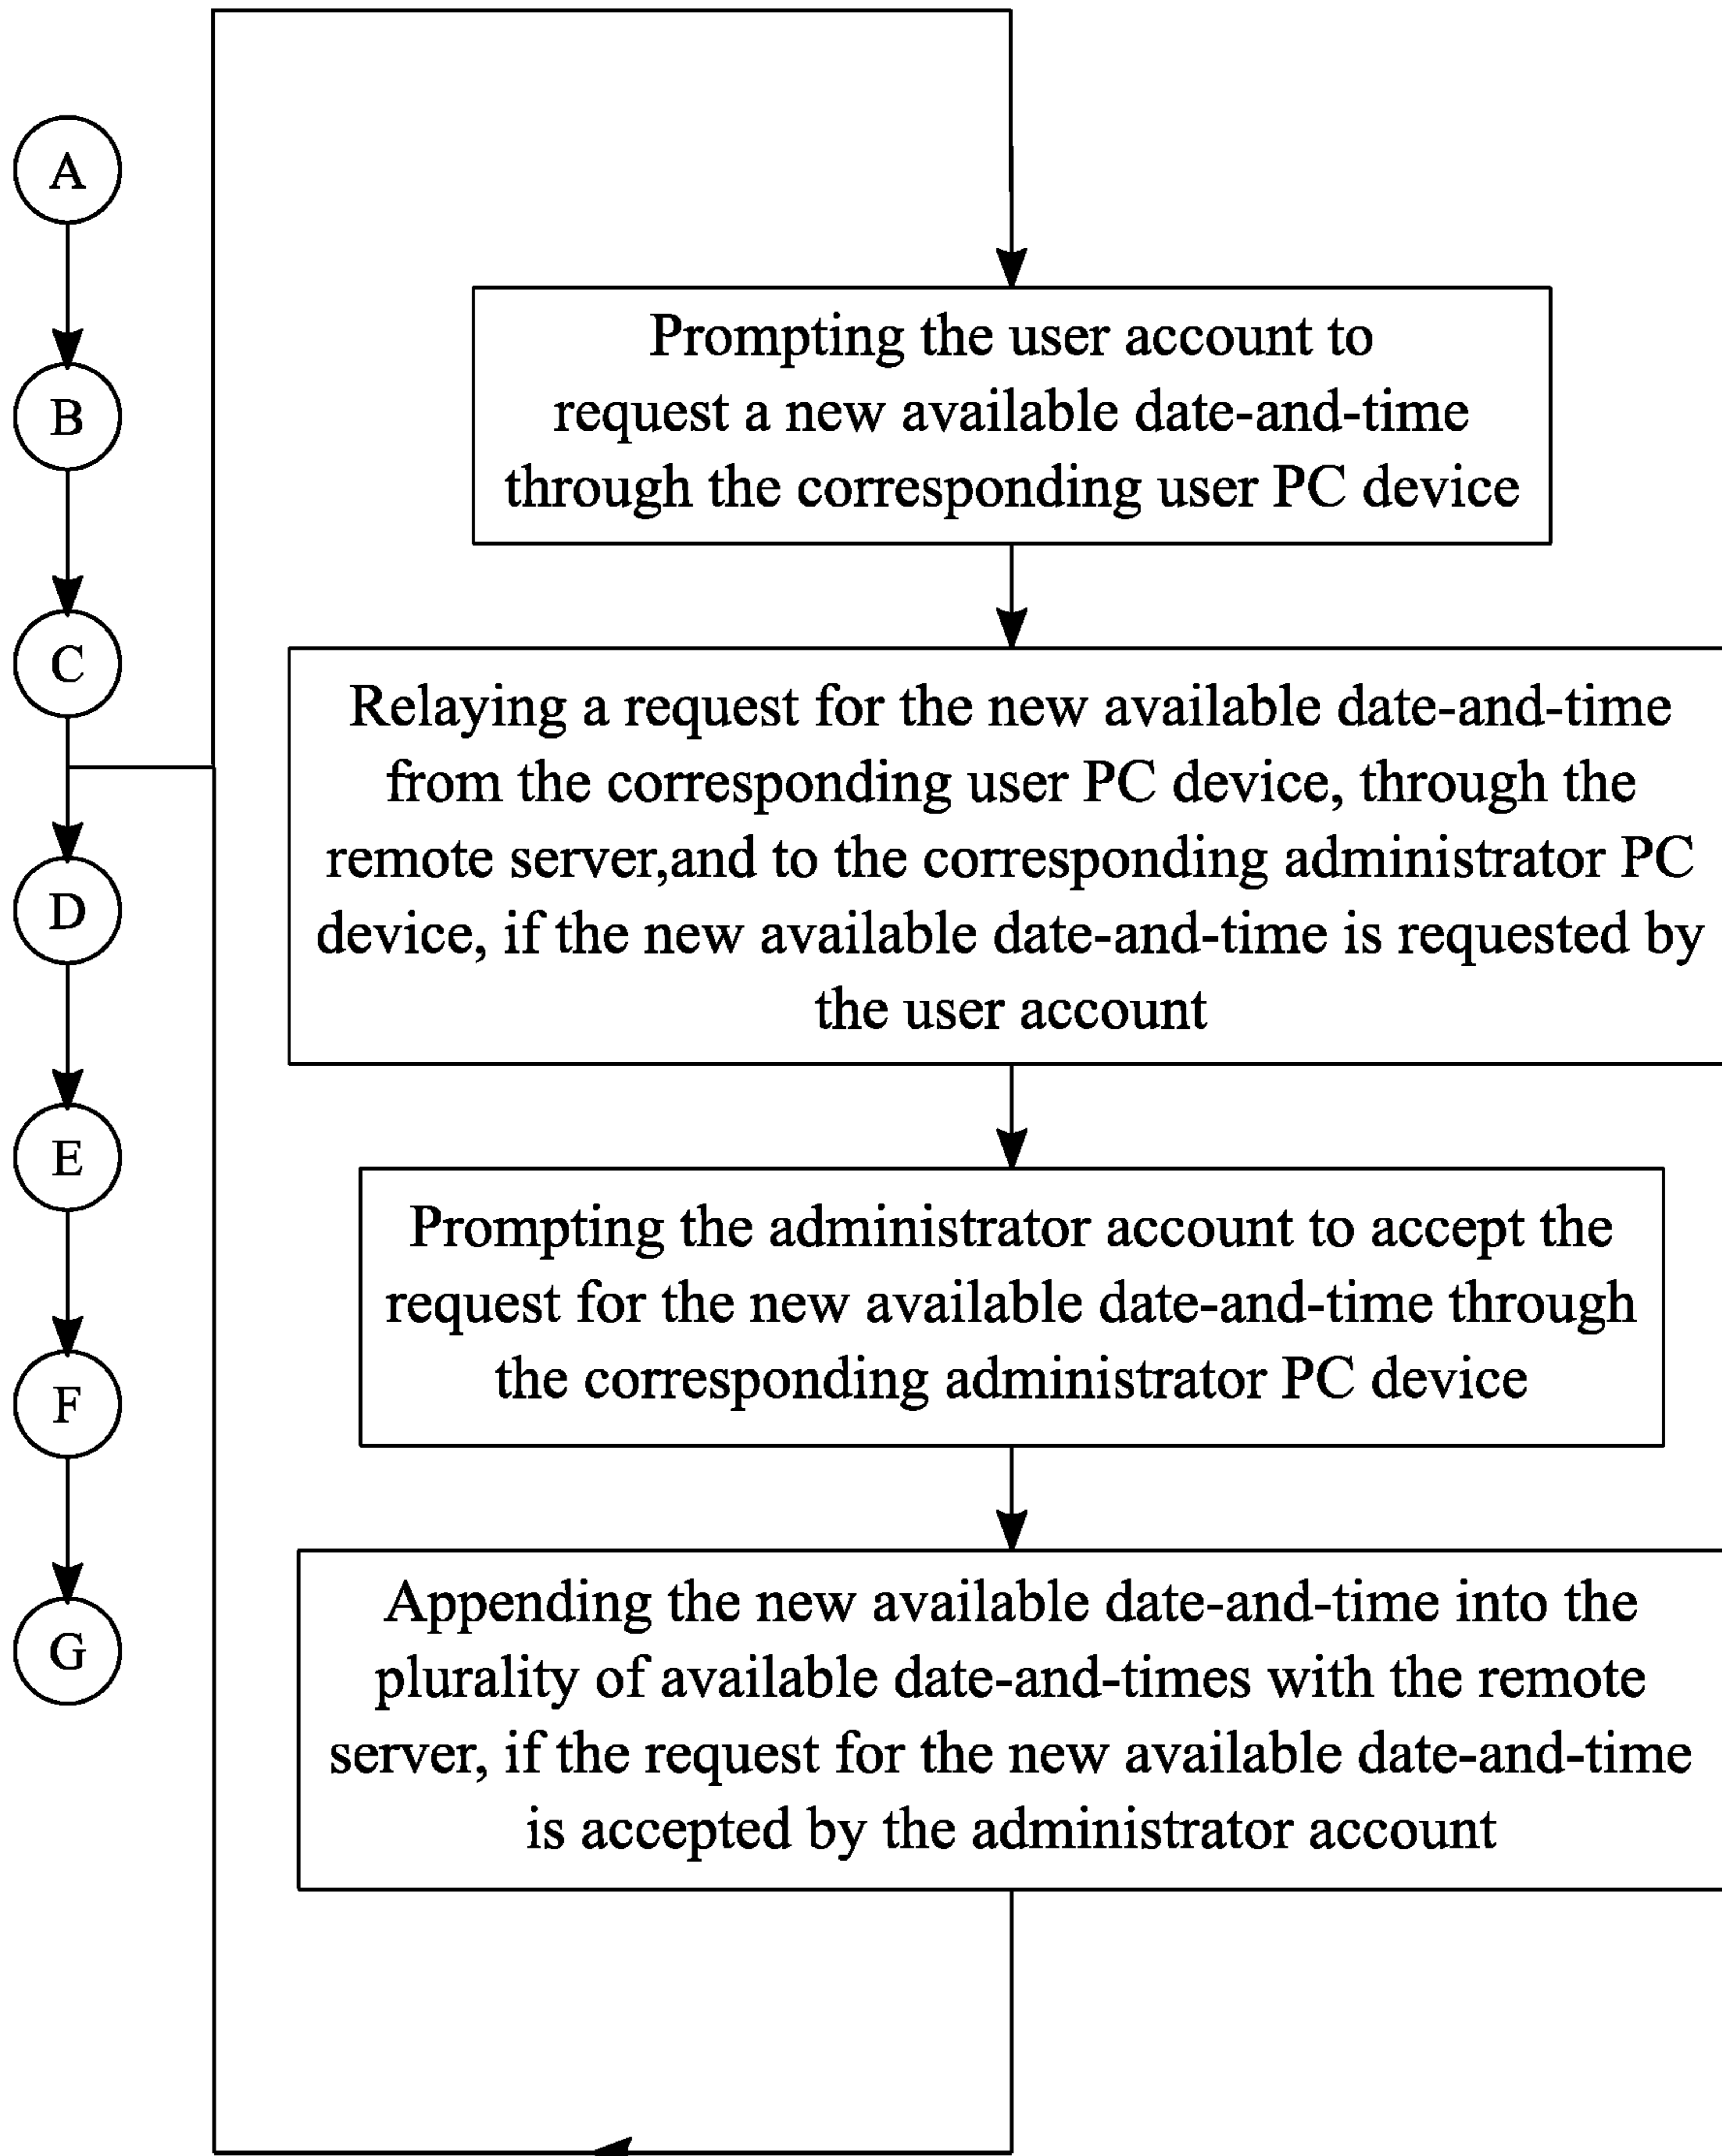 A
B
C
D
E
F
G
Prompting the user account to
request a new available date-and-time
through the corresponding user PC device
Relaying a request for the new available date-and-time
from the corresponding user PC device, through the
remote server,and to the corresponding administrator PC
device, if the new available date-and-time is requested by
the user account
Prompting the administrator account to accept the
request for the new available date-and-time through
the corresponding administrator PC device
Appending the new available date-and-time into the
plurality of available date-and-times with the remote
server, if the request for the new available date-and-time
is accepted by the administrator account